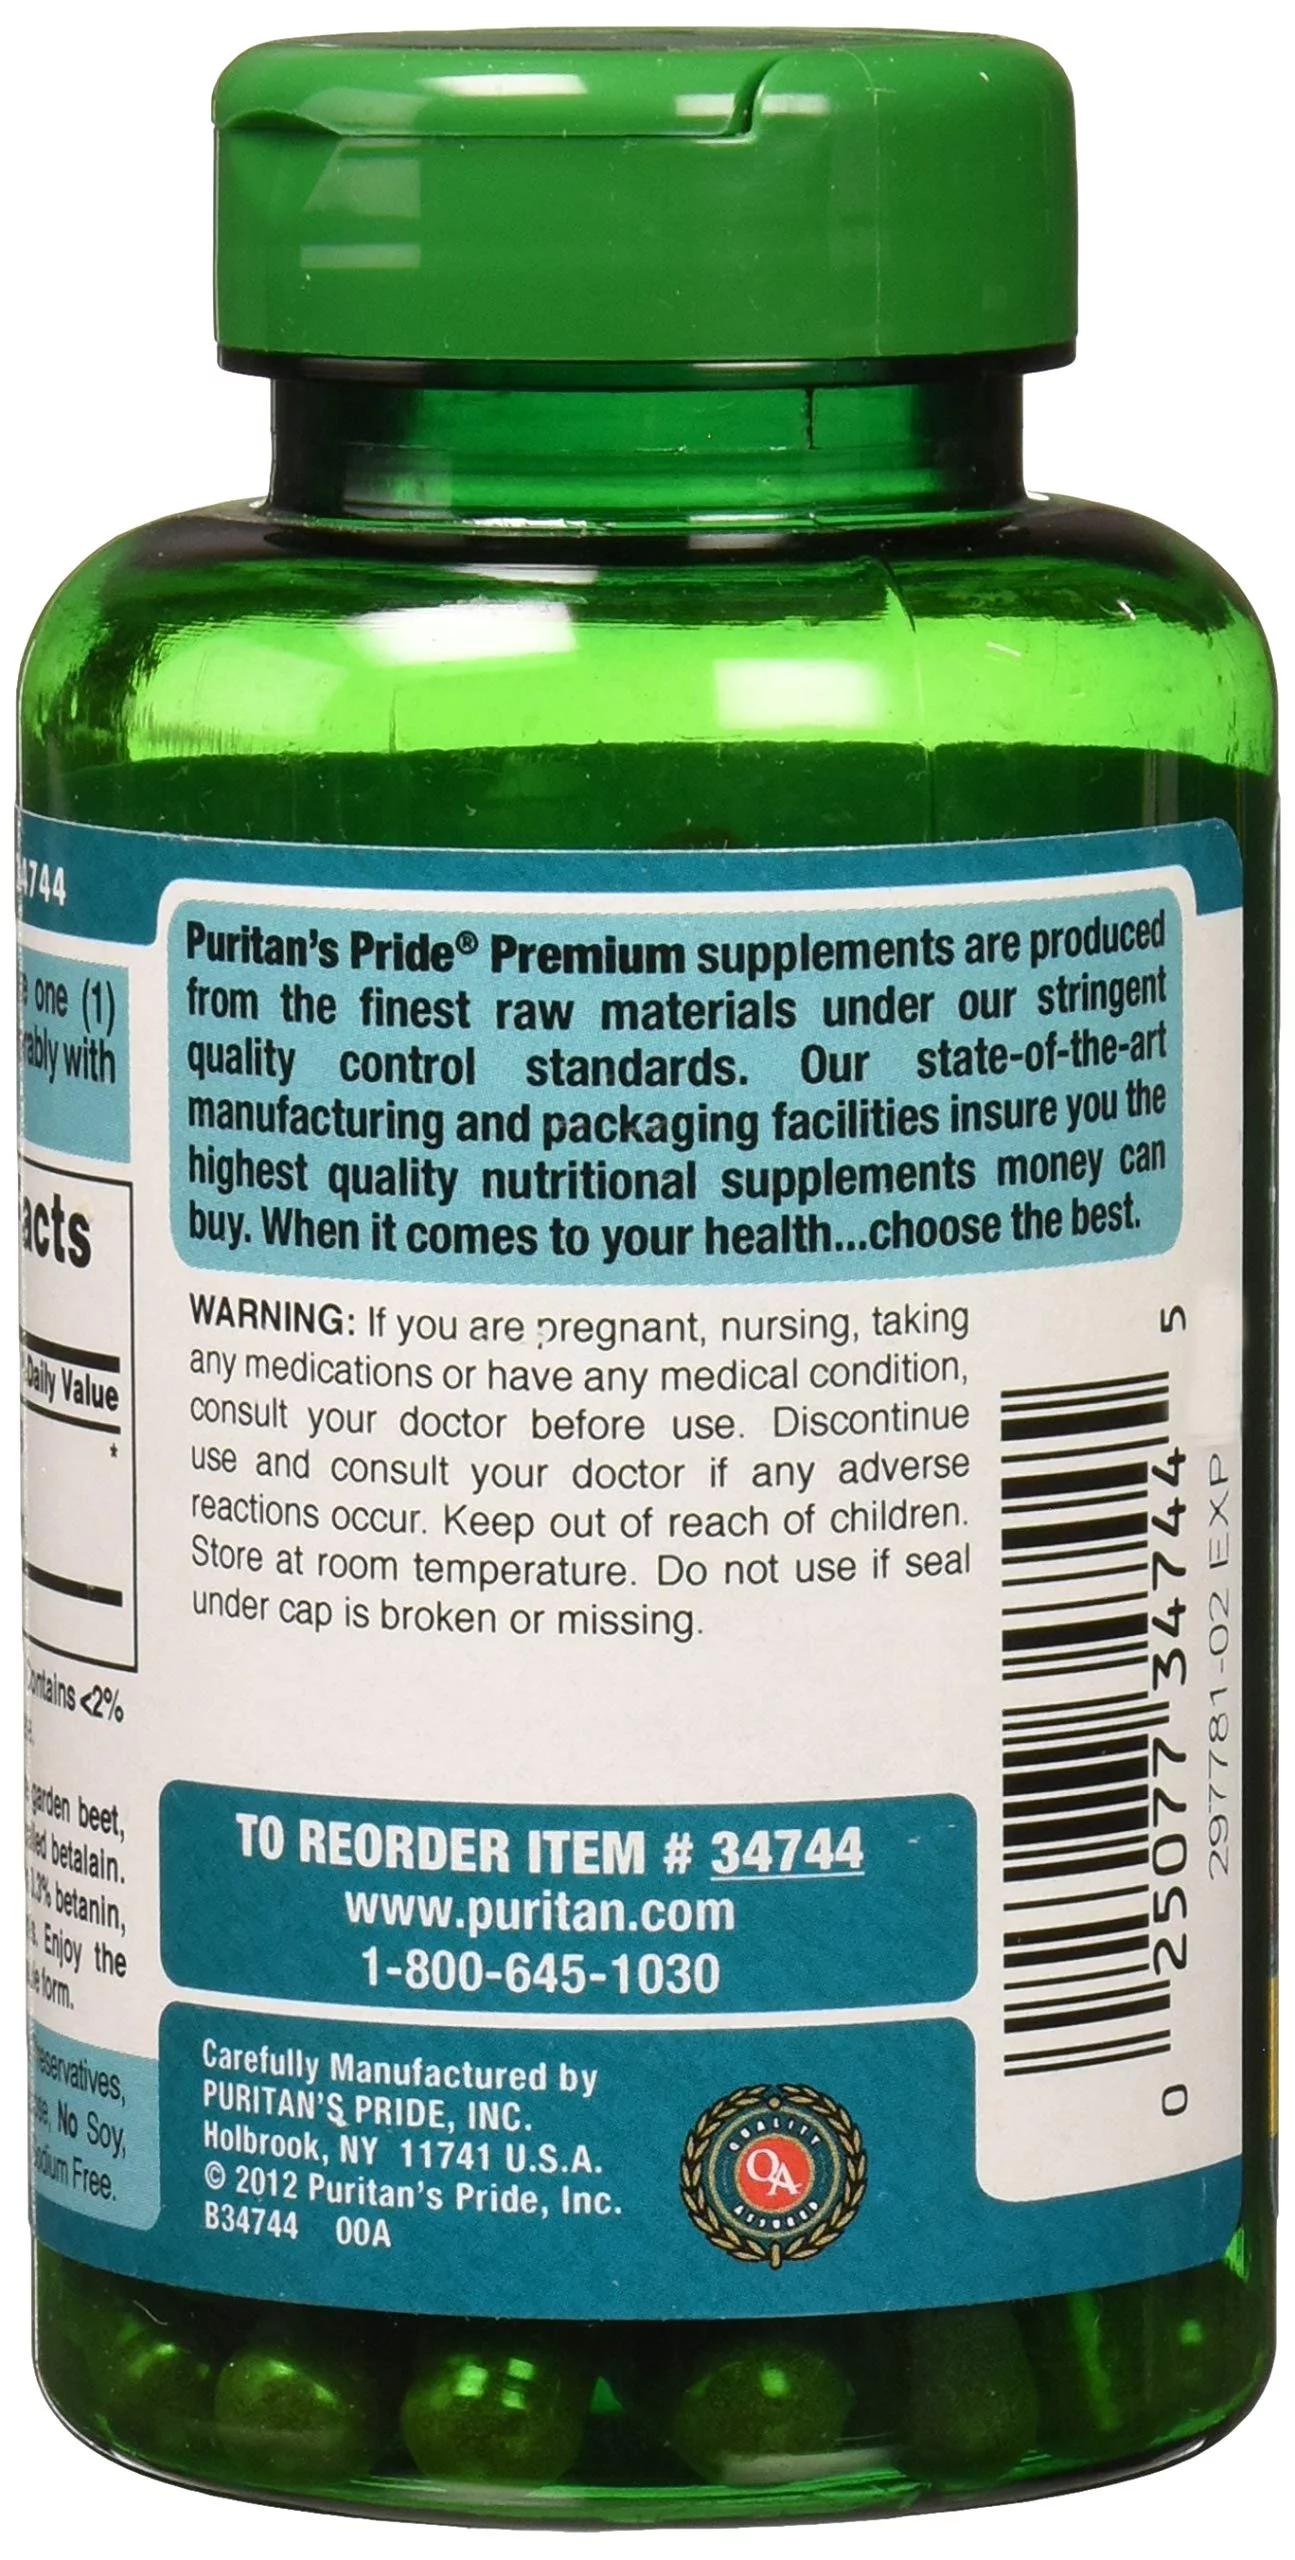 34744
one (1)
with
Daily Value
*
<2%
garden beet,
betalain.
betanin,
Enjoy the
form.
No Soy,
Free.
Puritan's Pride® Premium supplements are produced
from the finest raw materials under our stringent
quality control standards. Our state-of-the-art
manufacturing and packaging facilities insure you the
highest quality nutritional supplements money can
buy. When it comes to your health...choose the best.
WARNING: If you are pregnant, nursing, taking
any medications or have any medical condition,
consult your doctor before use. Discontinue
use and consult your doctor if any adverse
reactions occur. Keep out of reach of children.
Store at room temperature. Do not use if seal
under cap is broken or missing.
TO REORDER ITEM # 34744
www.puritan.com
1-800-645-1030
Carefully Manufactured by
PURITAN'S PRIDE, INC.
Holbrook, NY 11741 U.S.A.
© 2012 Puritan's Pride, Inc.
B34744 00A
QUALITY
QA
ASSURED
0 25077 34744 5
297781-02 EXP